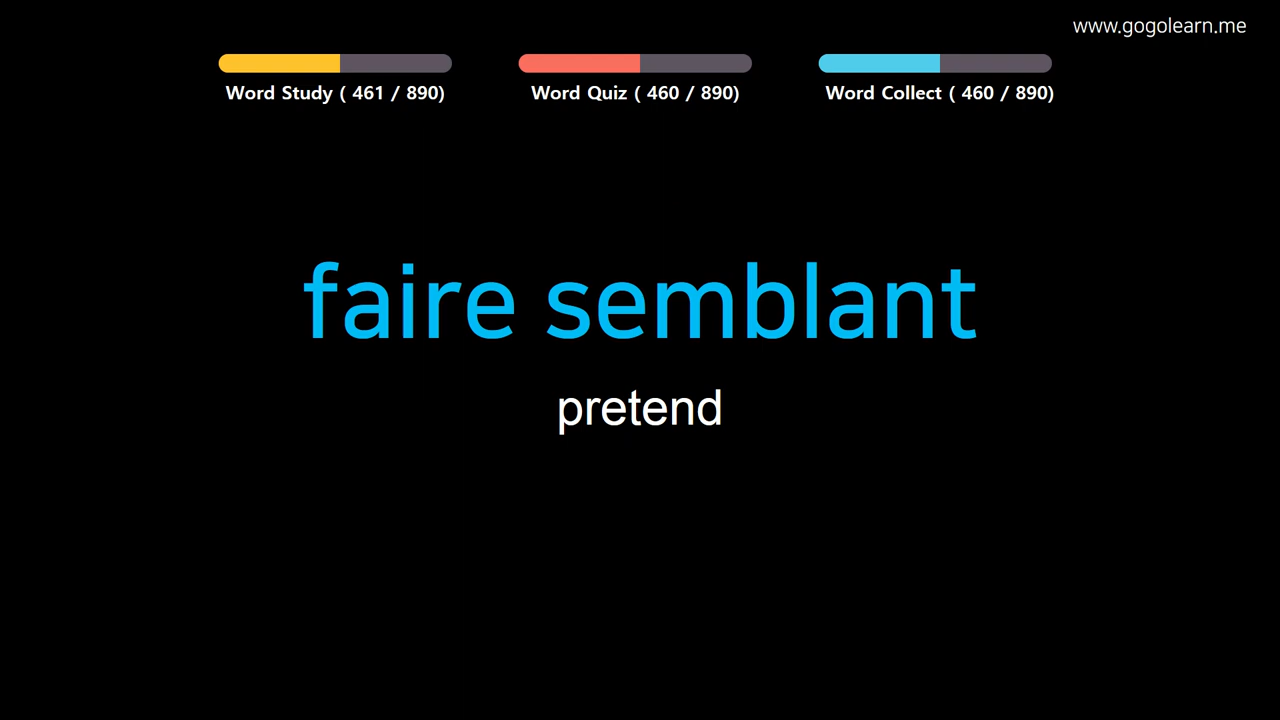 www.gogolearn.me
Word Study ( 461 / 890)
Word Quiz ( 460 / 890)
Word Collect ( 460 / 890)
faire semblant
pretend